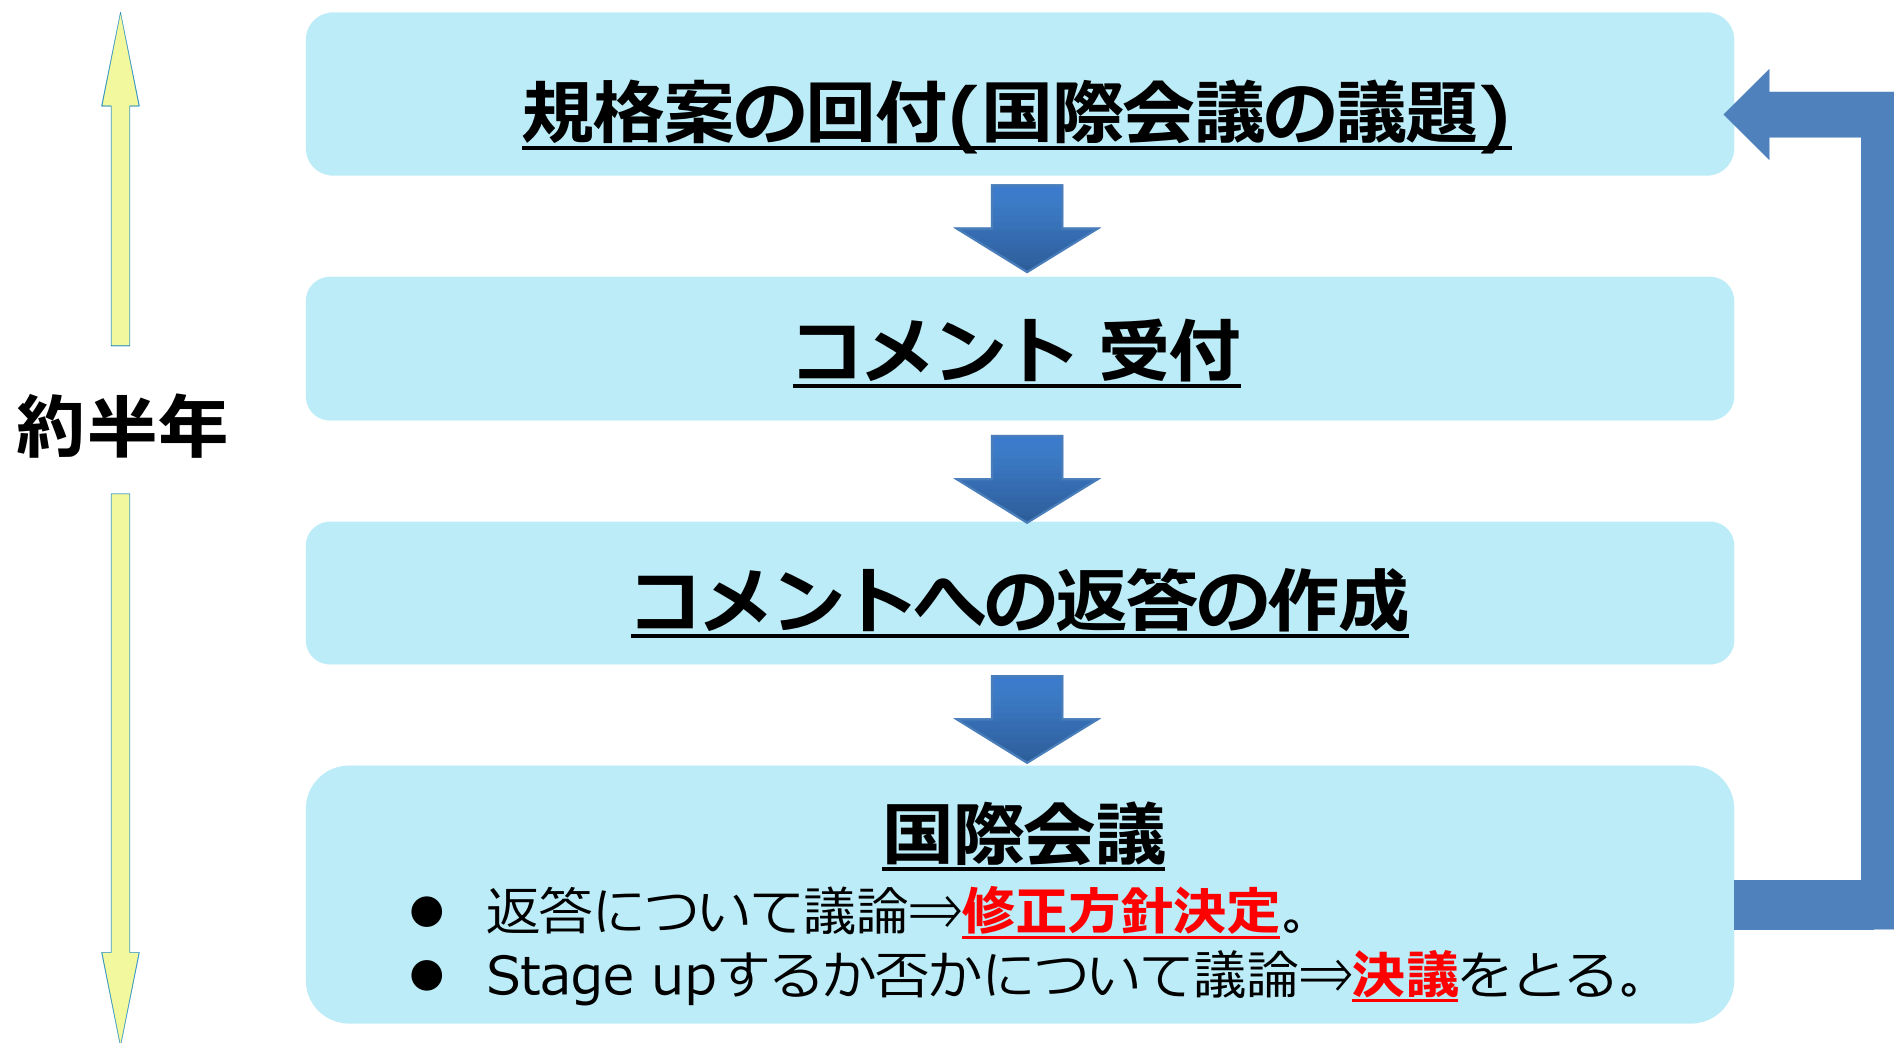 規格案の回付(国際会議の議題)
コメント 受付
約半年
コメントへの返答の作成
国際会議
● 返答について議論⇒修正方針決定。
● Stage upするか否かについて議論⇒決議をとる。